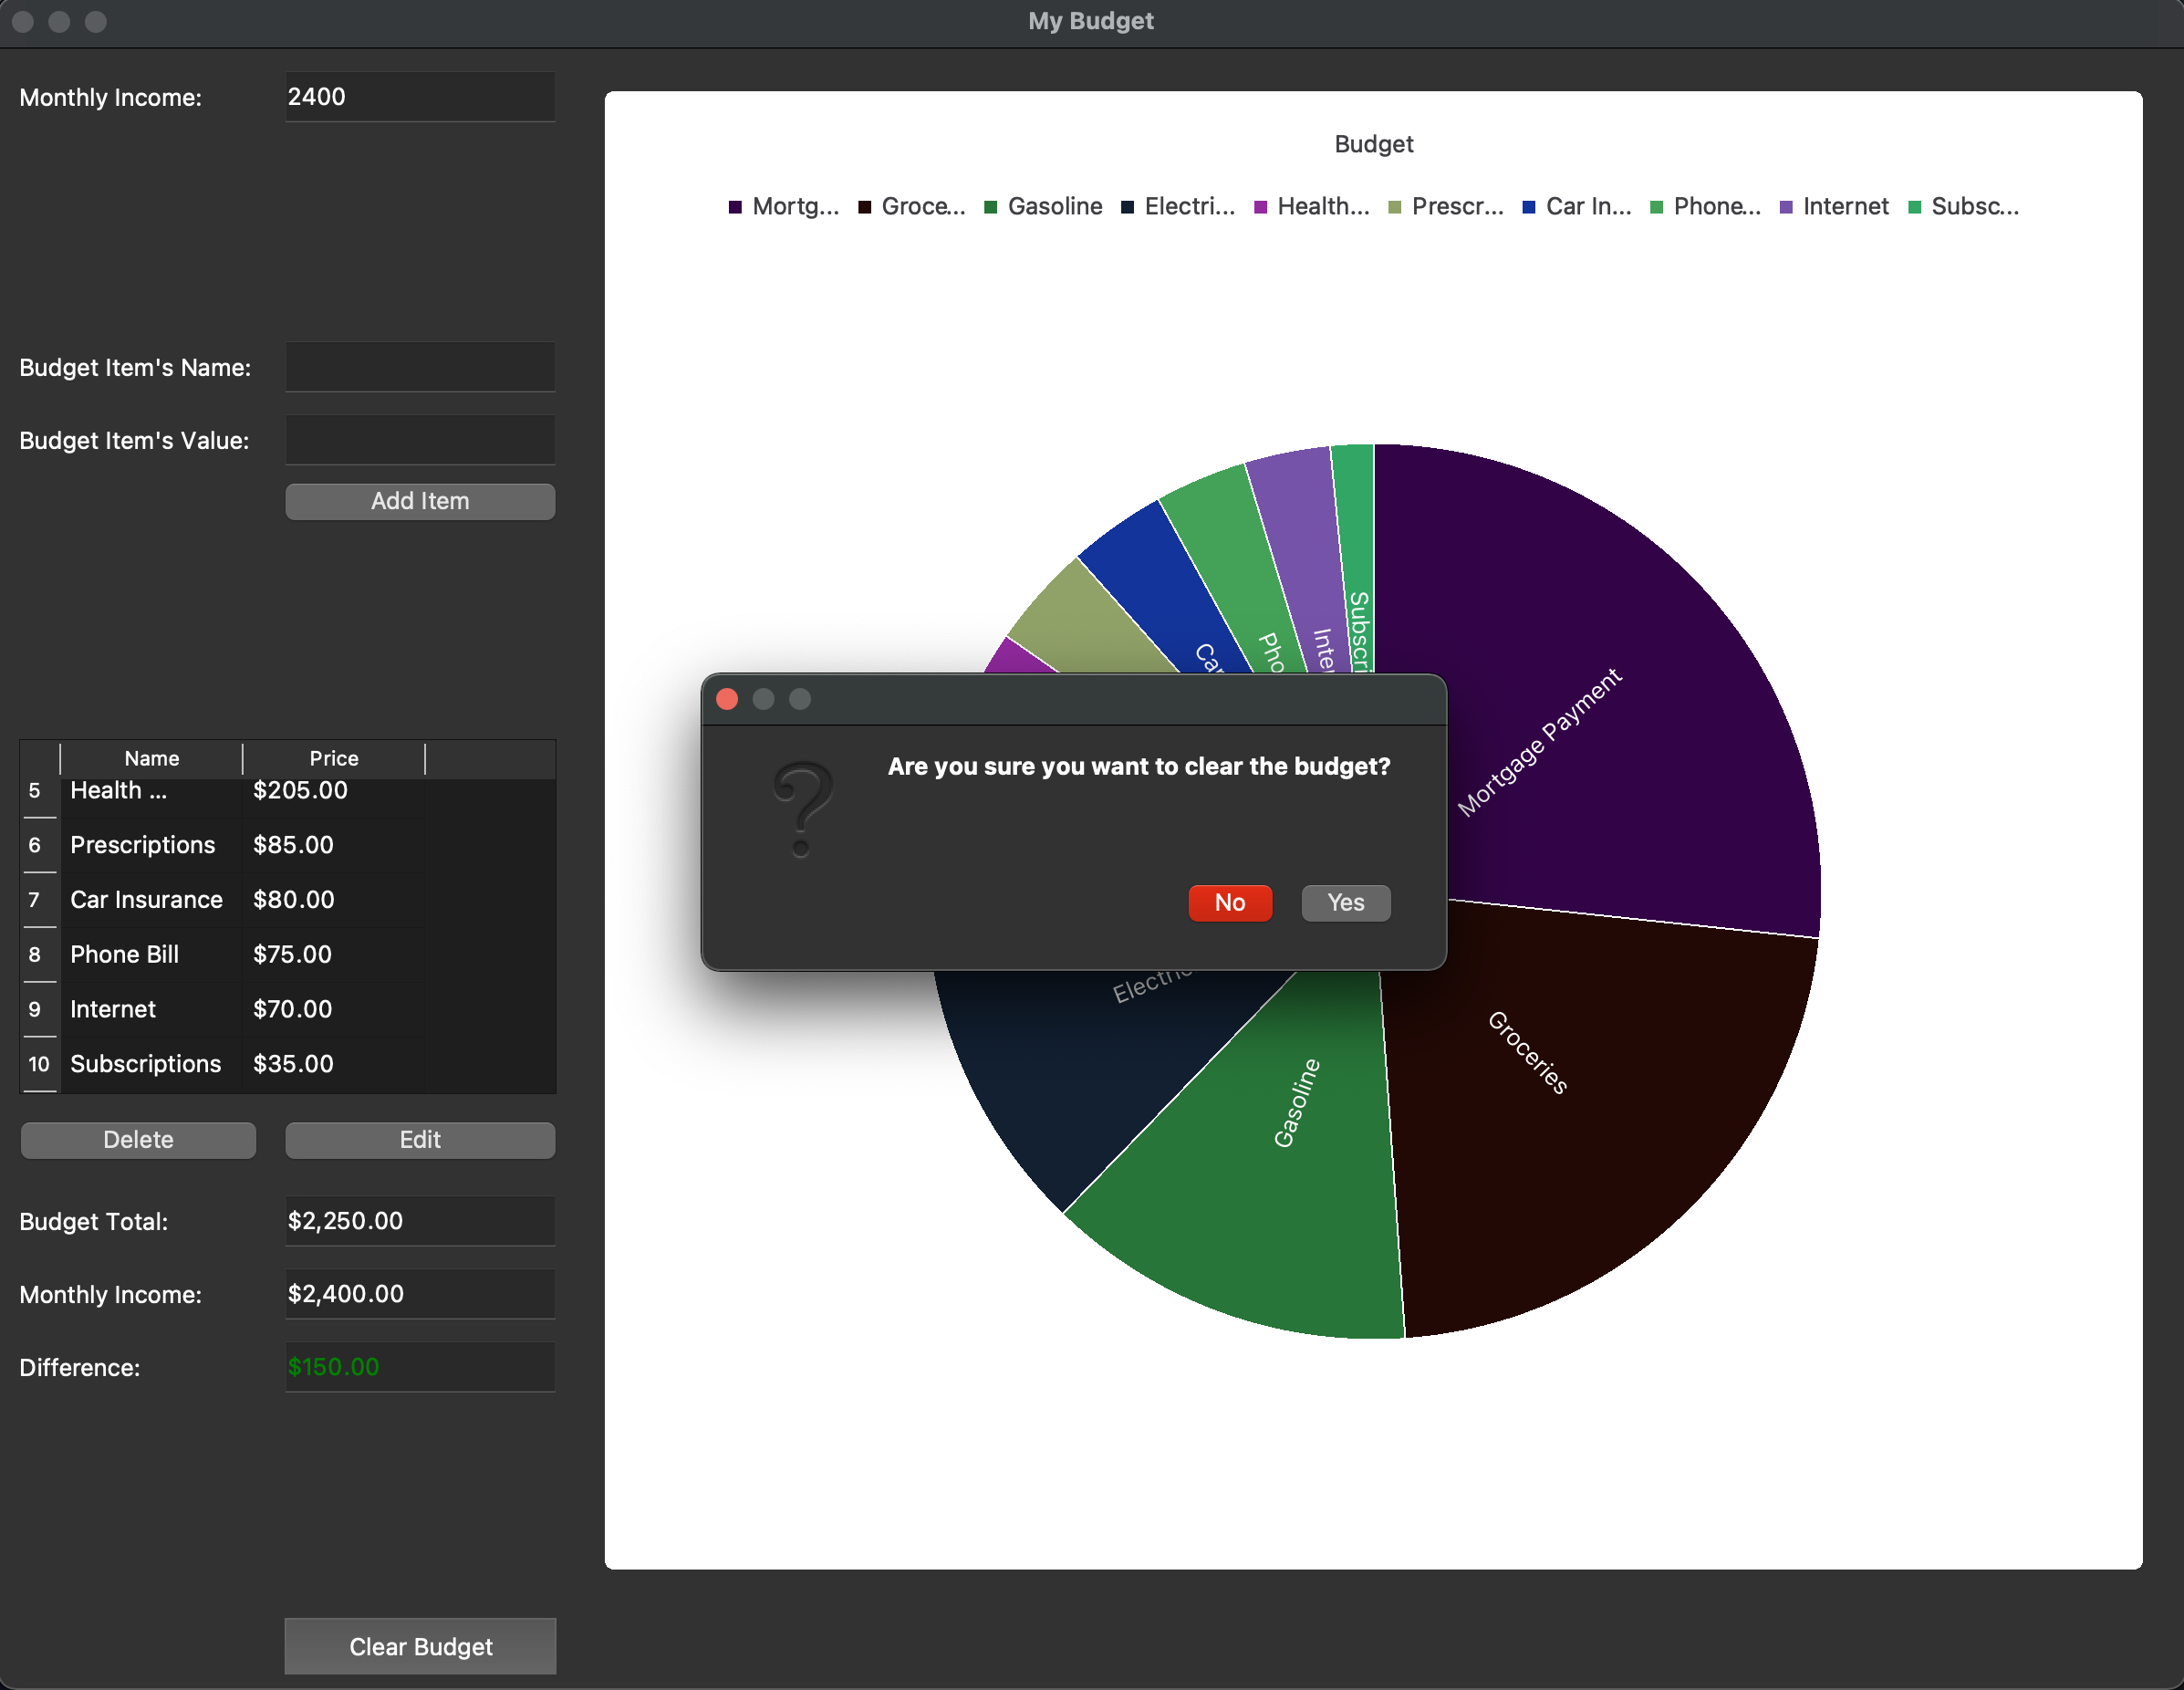 My Budget
Monthly Income: 2400
Budget Item's Name:
Budget Item's Value:
Add Item
Name Price
5 Health ... $205.00
6 Prescriptions $85.00
7 Car Insurance $80.00
8 Phone Bill $75.00
9 Internet $70.00
10 Subscriptions $35.00
Delete Edit
Budget Total: $2,250.00
Monthly Income: $2,400.00
Difference: $150.00
Clear Budget
Budget
Mortg... Groce... Gasoline Electri... Health... Prescr... Car In... Phone... Internet Subsc...
Car
Pho
Inter
Subscri
Mortgage Payment
Groceries
Gasoline
Electric
Are you sure you want to clear the budget?
No Yes